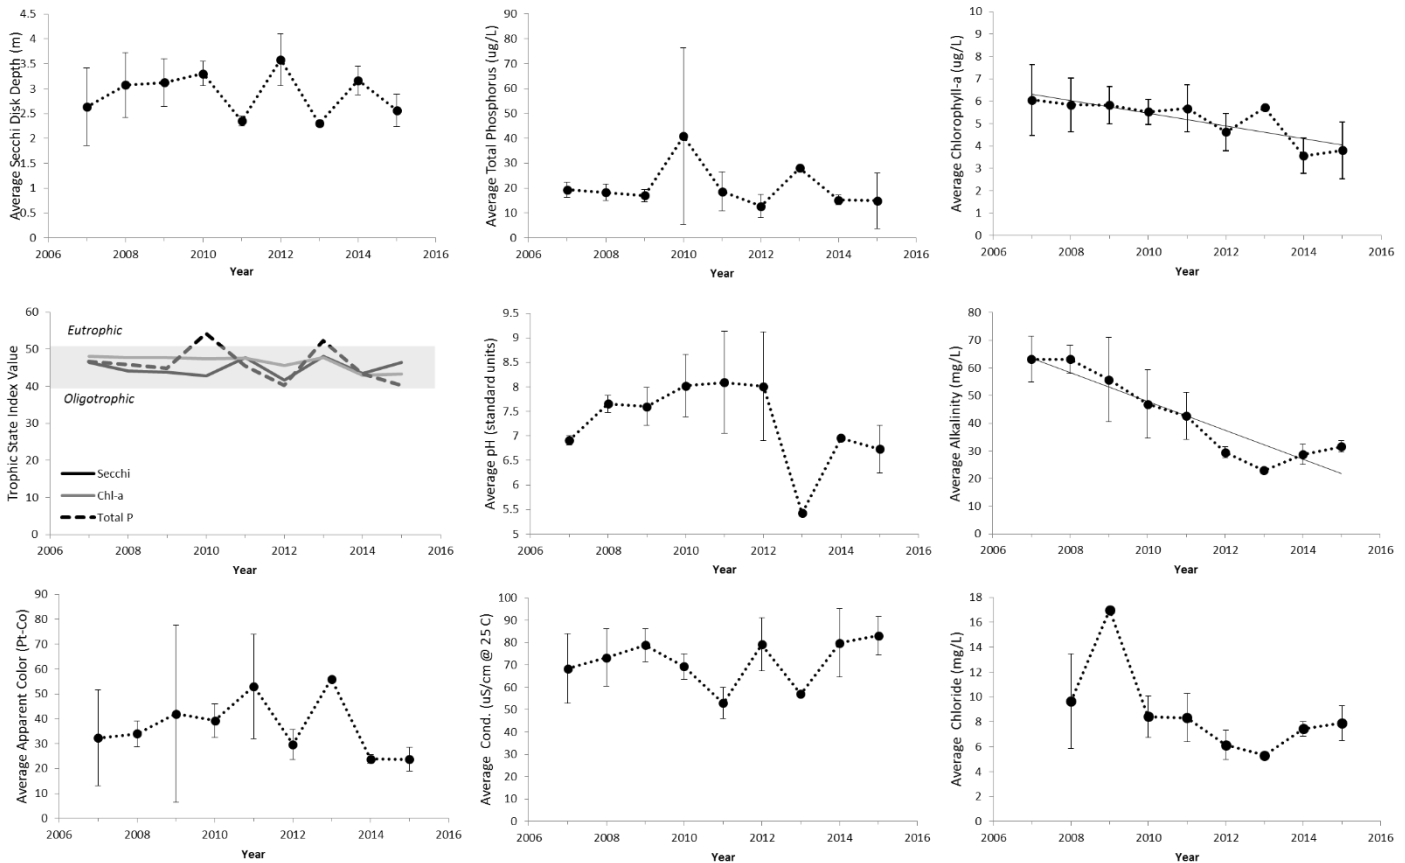 Average Secchi Disk Depth (m)
4.5
4
3.5
3
2.5
2
1.5
1
0.5
0
2006 2008 2010 2012 2014 2016
Year
Average Total Phosphorus (ug/L)
90
80
70
60
50
40
30
20
10
0
2006 2008 2010 2012 2014 2016
Year
Average Chlorophyll-a (ug/L)
10
9
8
7
6
5
4
3
2
1
0
2006 2008 2010 2012 2014 2016
Year
Trophic State Index Value
60
50
40
30
20
10
0
Eutrophic
Oligotrophic
Secchi
Chl-a
Total P
2006 2008 2010 2012 2014 2016
Year
Average pH (standard units)
9.5
9
8.5
8
7.5
7
6.5
6
5.5
5
2006 2008 2010 2012 2014 2016
Year
Average Alkalinity (mg/L)
80
70
60
50
40
30
20
10
0
2006 2008 2010 2012 2014 2016
Year
Average Apparent Color (Pt-Co)
90
80
70
60
50
40
30
20
10
0
2006 2008 2010 2012 2014 2016
Year
Average Cond. (uS/cm @ 25 C)
100
90
80
70
60
50
40
30
20
10
0
2006 2008 2010 2012 2014 2016
Year
Average Chloride (mg/L)
18
16
14
12
10
8
6
4
2
0
2006 2008 2010 2012 2014 2016
Year